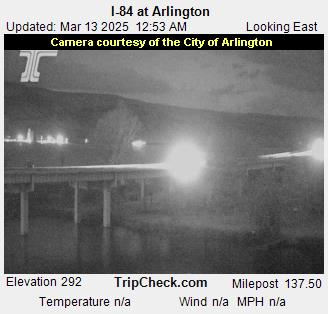 I-84 at Arlington
Updated: Mar 13 2025 12:53 AM Looking East
Camera courtesy of the City of Arlington
Elevation 292 TripCheck.com Milepost 137.50
Temperature n/a Wind n/a MPH n/a